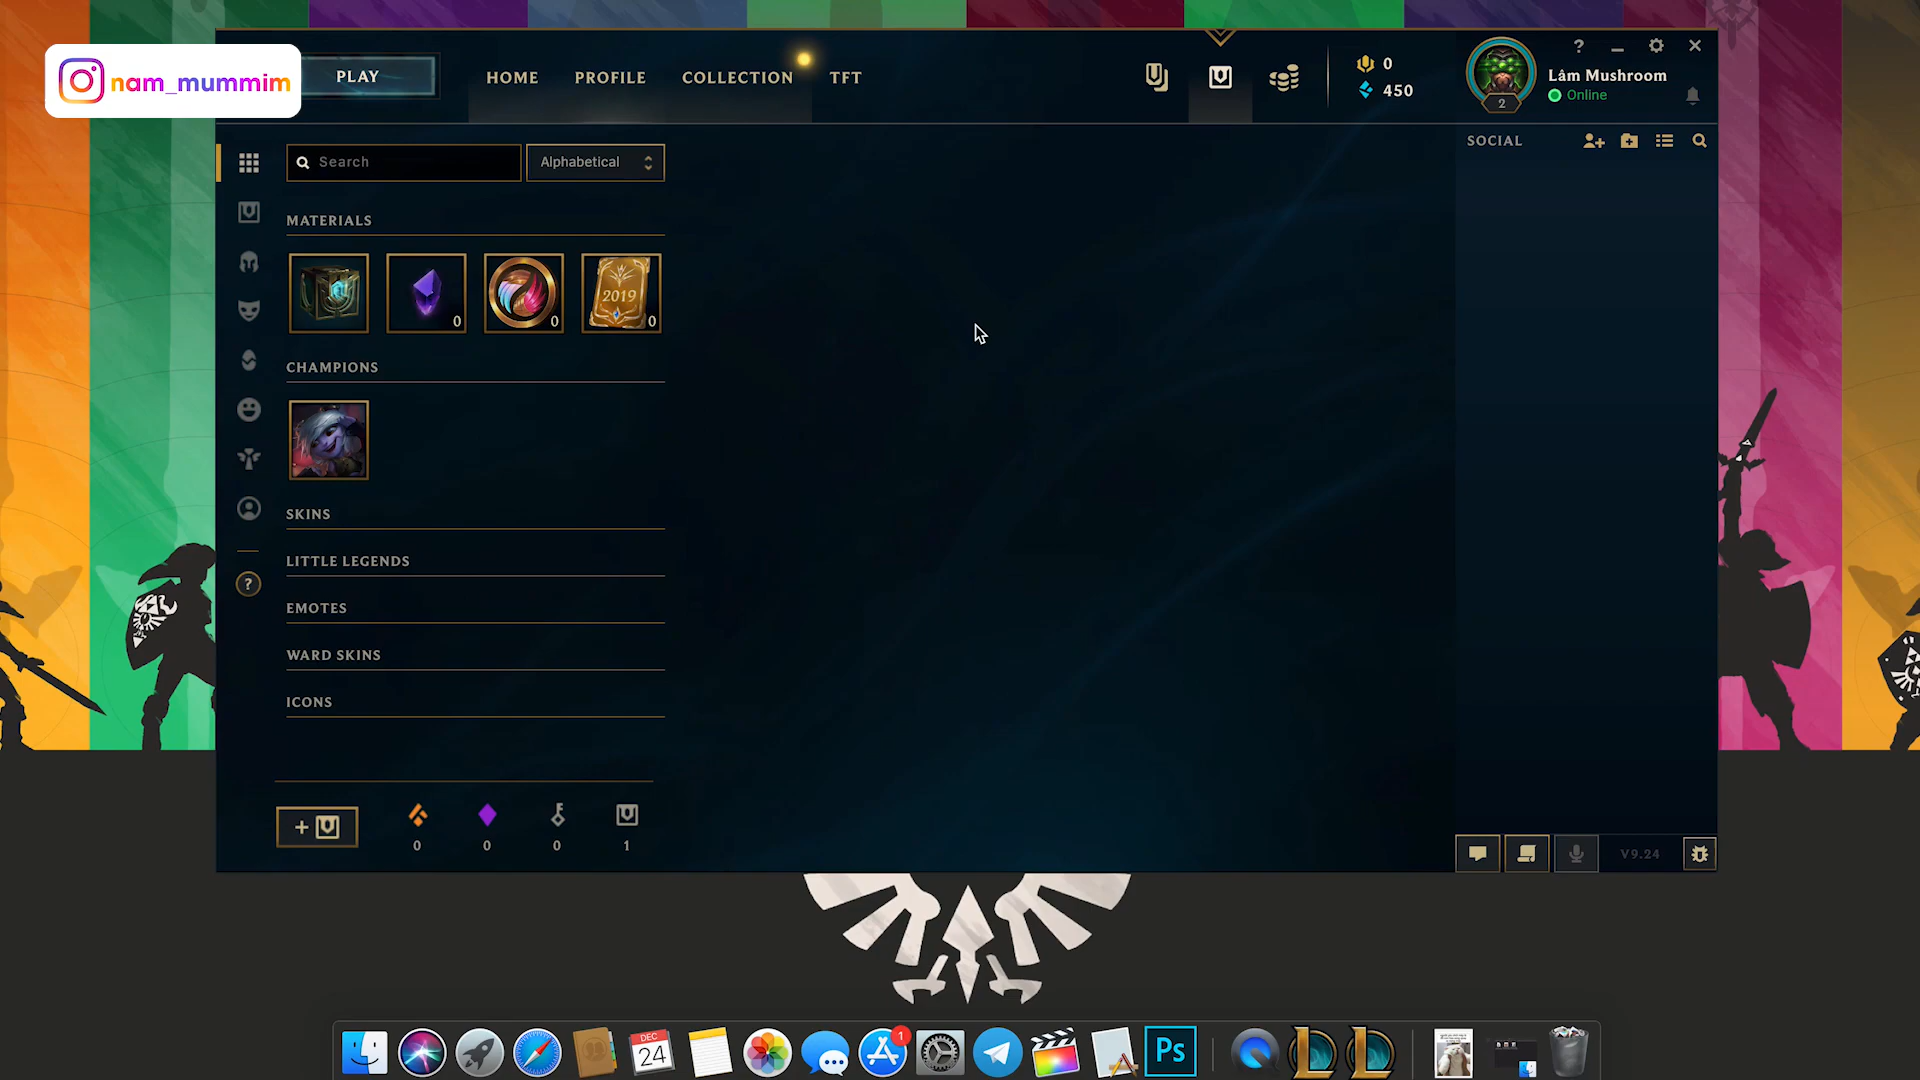 nam_mummim
PLAY
HOME
PROFILE
COLLECTION
TFT
0
450
2
?
Lâm Mushroom
Online
SOCIAL
Search
Alphabetical
MATERIALS
0
0
2019
0
CHAMPIONS
SKINS
LITTLE LEGENDS
?
EMOTES
WARD SKINS
ICONS
+
0
0
0
1
V9.24
DEC
24
1
Ps